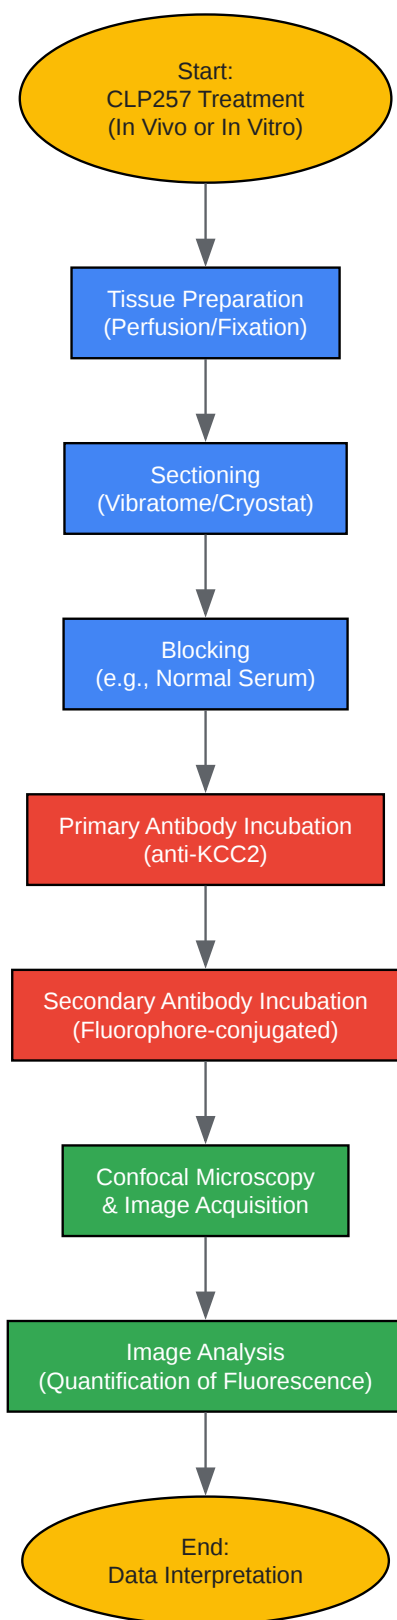 Start:
CLP257 Treatment
(In Vivo or In Vitro)
Tissue Preparation
(Perfusion/Fixation)
Sectioning
(Vibratome/Cryostat)
Blocking
(e.g., Normal Serum)
Primary Antibody Incubation
(anti-KCC2)
Secondary Antibody Incubation
(Fluorophore-conjugated)
Confocal Microscopy
& Image Acquisition
Image Analysis
(Quantification of Fluorescence)
End:
Data Interpretation